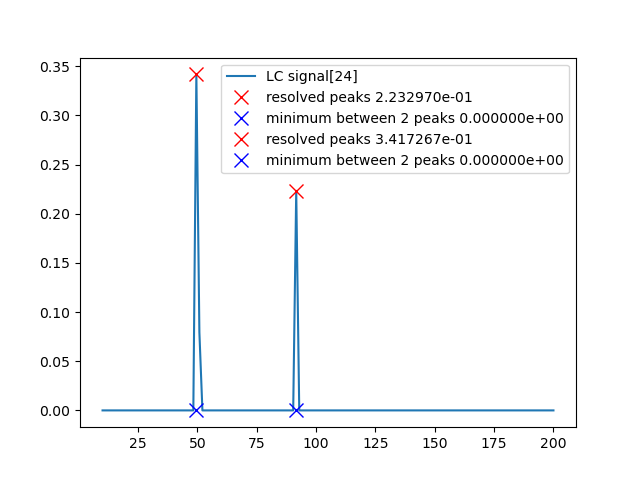 0.35
0.30
0.25
0.20
0.15
0.10
0.05
0.00
LC signal[24]
resolved peaks 2.232970e-01
minimum between 2 peaks 0.000000e+00
resolved peaks 3.417267e-01
minimum between 2 peaks 0.000000e+00
25 50 75 100 125 150 175 200